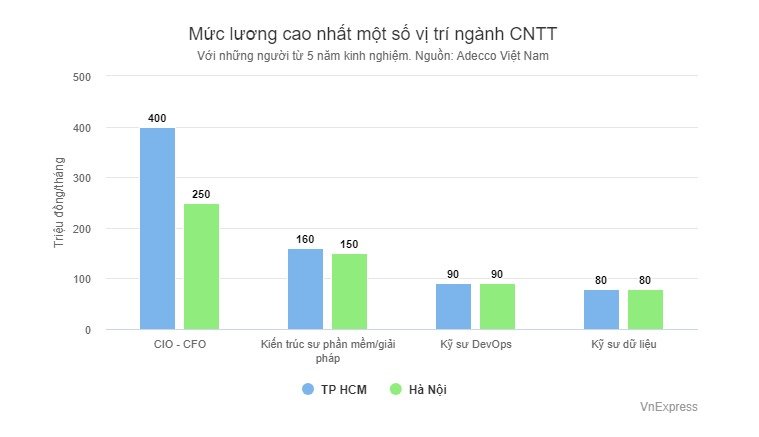 Mức lương cao nhất một số vị trí ngành CNTT
Với những người từ 5 năm kinh nghiệm. Nguồn: Adecco Việt Nam
Triệu đồng/tháng
500
400
300
200
100
0
400
250
160
150
90
90
80
80
CIO - CFO
Kiến trúc sư phần mềm/giải
pháp
Kỹ sư DevOps
Kỹ sư dữ liệu
TP HCM
Hà Nội
VnExpress